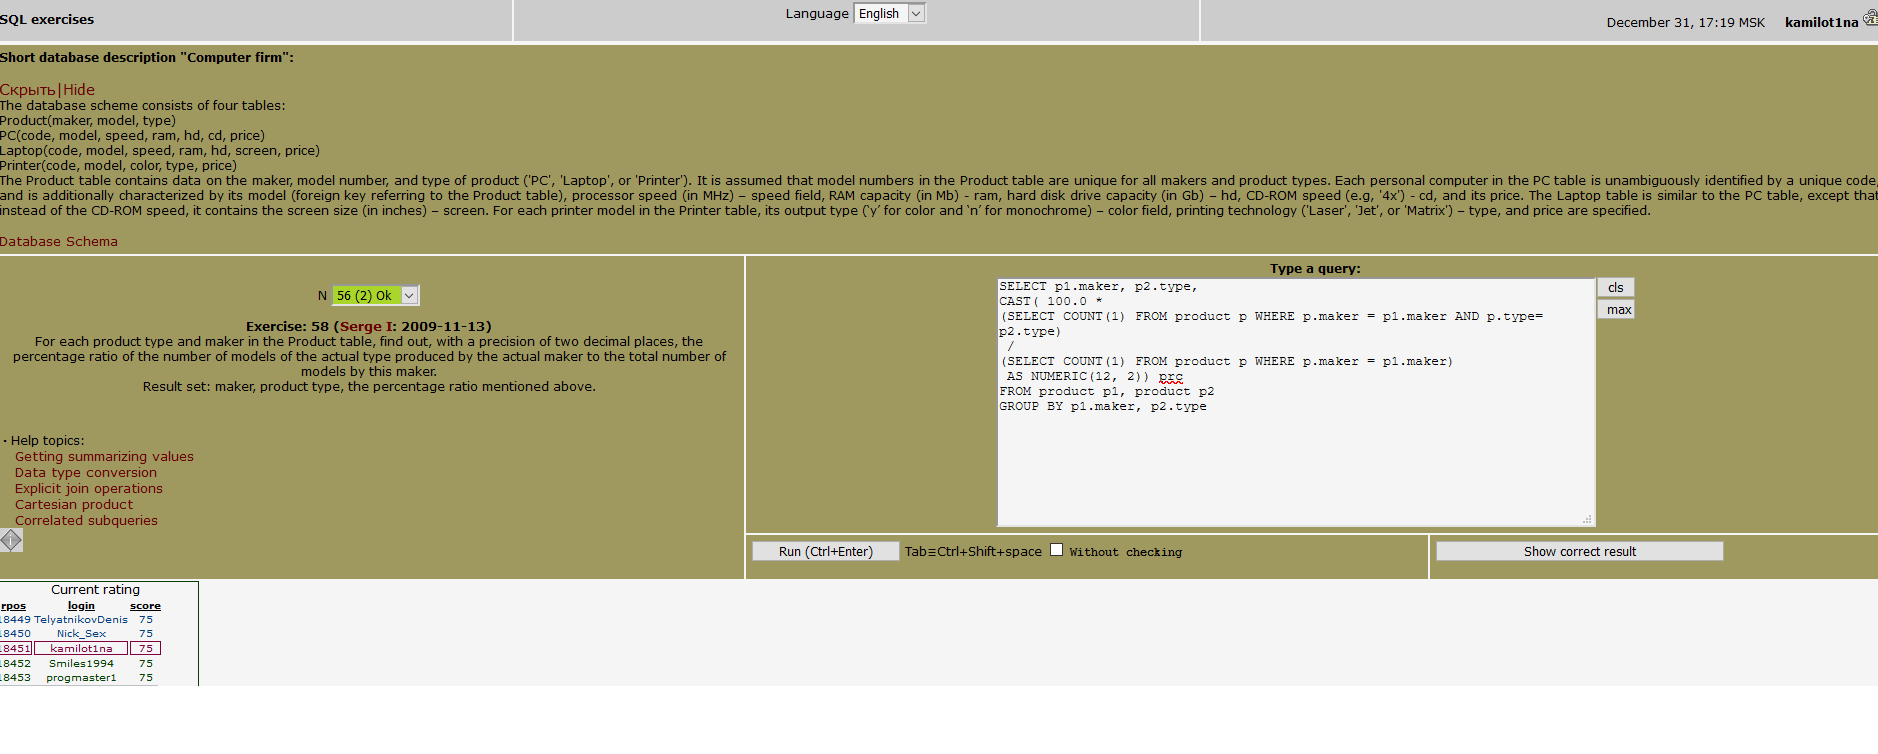 SQL exercises
Language English
December 31, 17:19 MSK kamilot1na
Short database description "Computer firm":
Скрыть|Hide
The database scheme consists of four tables:
Product(maker, model, type)
PC(code, model, speed, ram, hd, cd, price)
Laptop(code, model, speed, ram, hd, screen, price)
Printer(code, model, color, type, price)
The Product table contains data on the maker, model number, and type of product ('PC', 'Laptop', or 'Printer'). It is assumed that model numbers in the Product table are unique for all makers and product types. Each personal computer in the PC table is unambiguously identified by a unique code,
and is additionally characterized by its model (foreign key referring to the Product table), processor speed (in MHz) – speed field, RAM capacity (in Mb) - ram, hard disk drive capacity (in Gb) – hd, CD-ROM speed (e.g, '4x') - cd, and its price. The Laptop table is similar to the PC table, except that
instead of the CD-ROM speed, it contains the screen size (in inches) – screen. For each printer model in the Printer table, its output type (‘y’ for color and ‘n’ for monochrome) – color field, printing technology ('Laser', 'Jet', or 'Matrix') – type, and price are specified.
Database Schema
N 56 (2) Ok
Exercise: 58 (Serge I: 2009-11-13)
For each product type and maker in the Product table, find out, with a precision of two decimal places, the
percentage ratio of the number of models of the actual type produced by the actual maker to the total number of
models by this maker.
Result set: maker, product type, the percentage ratio mentioned above.
· Help topics:
Getting summarizing values
Data type conversion
Explicit join operations
Cartesian product
Correlated subqueries
Type a query:
SELECT p1.maker, p2.type,
CAST( 100.0 *
(SELECT COUNT(1) FROM product p WHERE p.maker = p1.maker AND p.type=
p2.type)
/
(SELECT COUNT(1) FROM product p WHERE p.maker = p1.maker)
AS NUMERIC(12, 2)) prc
FROM product p1, product p2
GROUP BY p1.maker, p2.type
cls
max
Run (Ctrl+Enter) Tab≡Ctrl+Shift+space Without checking
Show correct result
Current rating
rpos login score
18449 TelyatnikovDenis 75
18450 Nick_Sex 75
18451 kamilot1na 75
18452 Smiles1994 75
18453 progmaster1 75